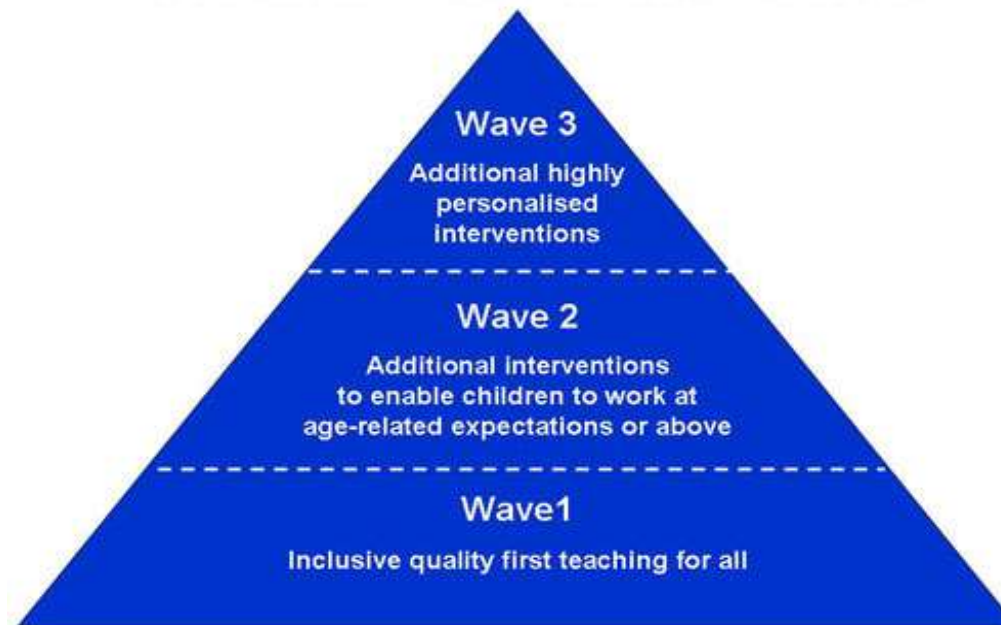 Wave 3
Additional highly
personalised
interventions
Wave 2
Additional interventions
to enable children to work at
age-related expectations or above
Wave1
Inclusive quality first teaching for all